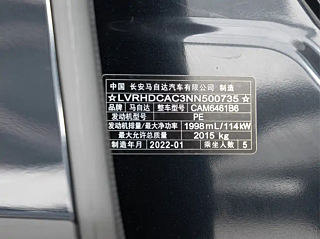 中国 长安马自达汽车有限公司 制造
☆LVRHDCAC3NN500735☆
品牌 马自达 整车型号 CAM6461B6
发动机型号 PE
发动机排量/最大净功率 1998mL/114kW
最大允许总质量 2015 kg
制造年月 2022-01 乘坐人数 5